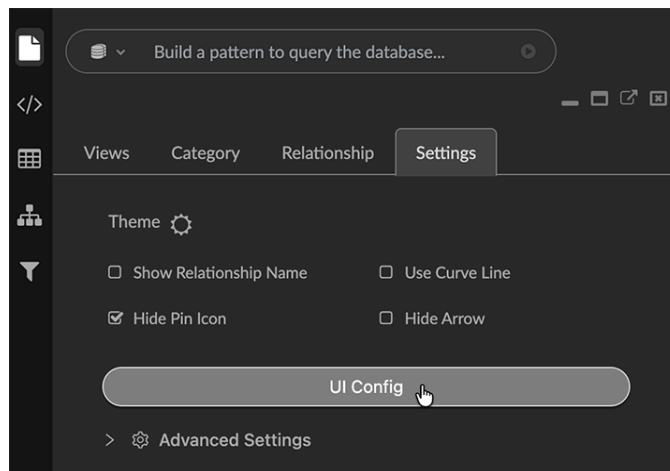 Build a pattern to query the database...
</>
Views Category Relationship Settings
Theme
Show Relationship Name Use Curve Line
Hide Pin Icon Hide Arrow
UI Config
> Advanced Settings